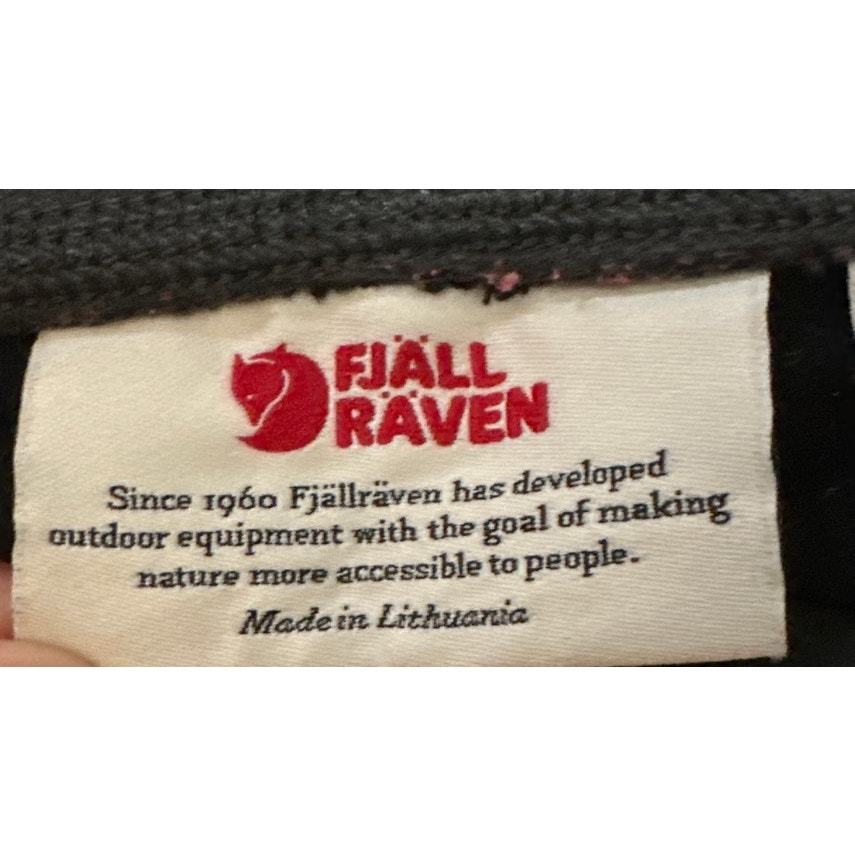 FJÄLL
RÄVEN
Since 1960 Fjällräven has developed
outdoor equipment with the goal of making
nature more accessible to people.
Made in Lithuania